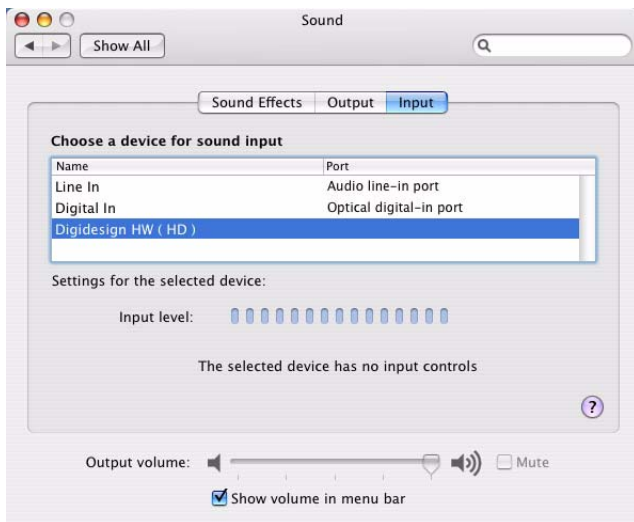 Sound
Show All
Sound Effects Output Input
Choose a device for sound input
Name Port
Line In Audio line-in port
Digital In Optical digital-in port
Digidesign HW ( HD )
Settings for the selected device:
Input level:
The selected device has no input controls
?
Output volume: Mute
Show volume in menu bar